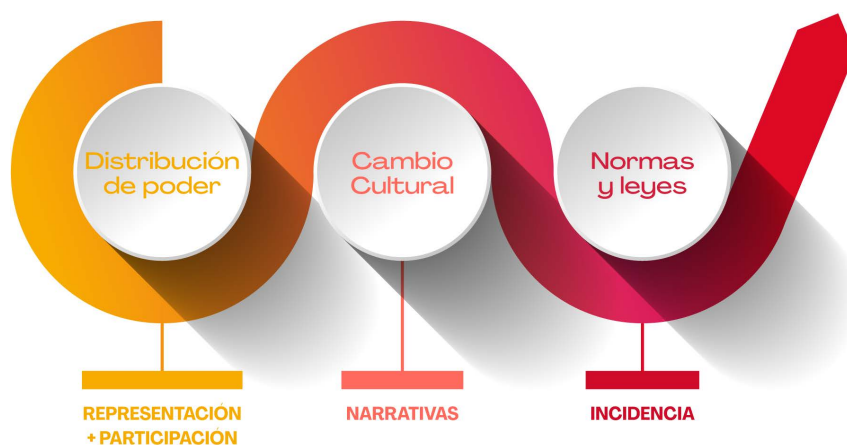 Distribución
de poder
Cambio
Cultural
Normas
y leyes
REPRESENTACIÓN
+ PARTICIPACIÓN
NARRATIVAS
INCIDENCIA